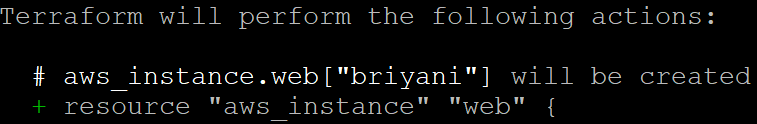 Terraform will perform the following actions:
# aws_instance.web["briyani"] will be created
+ resource "aws_instance" "web" {